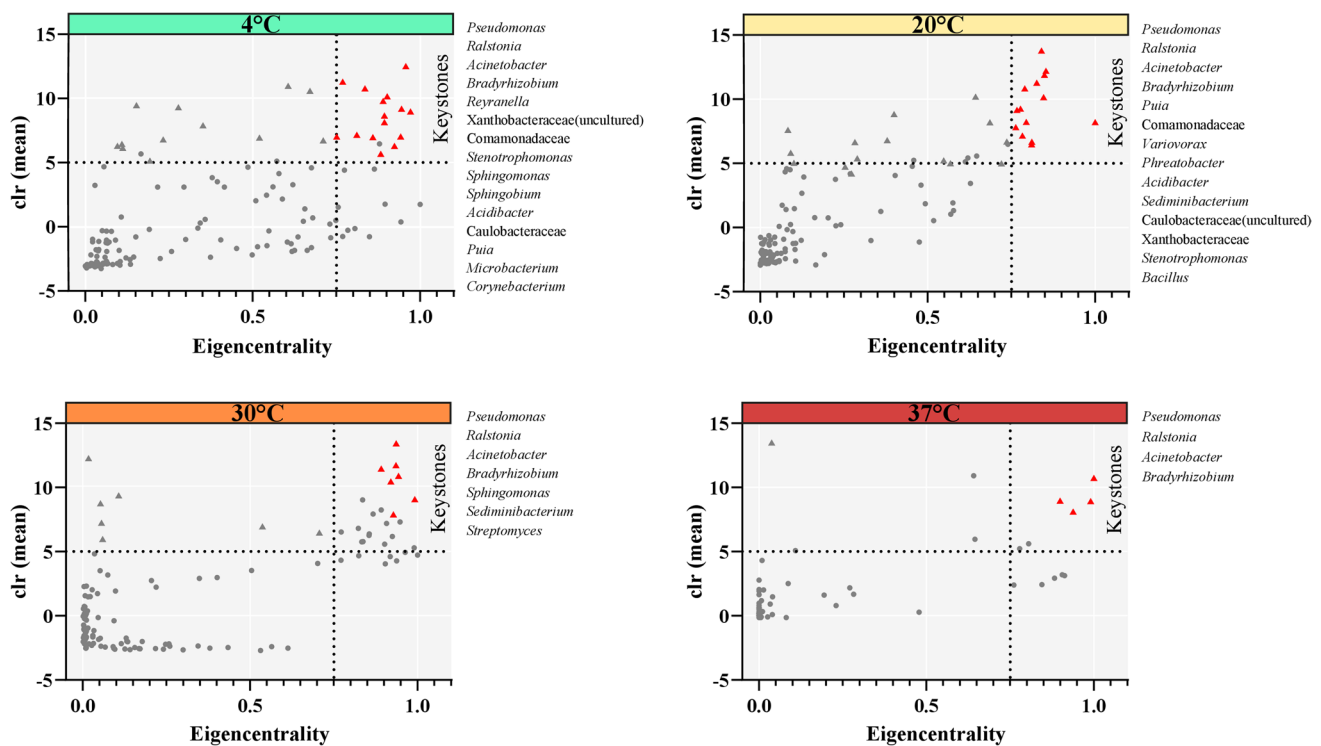 4°C
15
10
5
0
-5
clr (mean)
0.0
0.5
1.0
Eigencentrality
Keystones
Pseudomonas
Ralstonia
Acinetobacter
Bradyrhizobium
Reyranella
Xanthobacteraceae(uncultured)
Comamonadaceae
Stenotrophomonas
Sphingomonas
Sphingobium
Acidibacter
Caulobacteraceae
Puia
Microbacterium
Corynebacterium
20°C
15
10
5
0
-5
clr (mean)
0.0
0.5
1.0
Eigencentrality
Keystones
Pseudomonas
Ralstonia
Acinetobacter
Bradyrhizobium
Puia
Comamonadaceae
Variovorax
Phreatobacter
Acidibacter
Sediminibacterium
Caulobacteraceae(uncultured)
Xanthobacteraceae
Stenotrophomonas
Bacillus
30°C
15
10
5
0
-5
clr (mean)
0.0
0.5
1.0
Eigencentrality
Keystones
Pseudomonas
Ralstonia
Acinetobacter
Bradyrhizobium
Sphingomonas
Sediminibacterium
Streptomyces
37°C
15
10
5
0
-5
clr (mean)
0.0
0.5
1.0
Eigencentrality
Keystones
Pseudomonas
Ralstonia
Acinetobacter
Bradyrhizobium